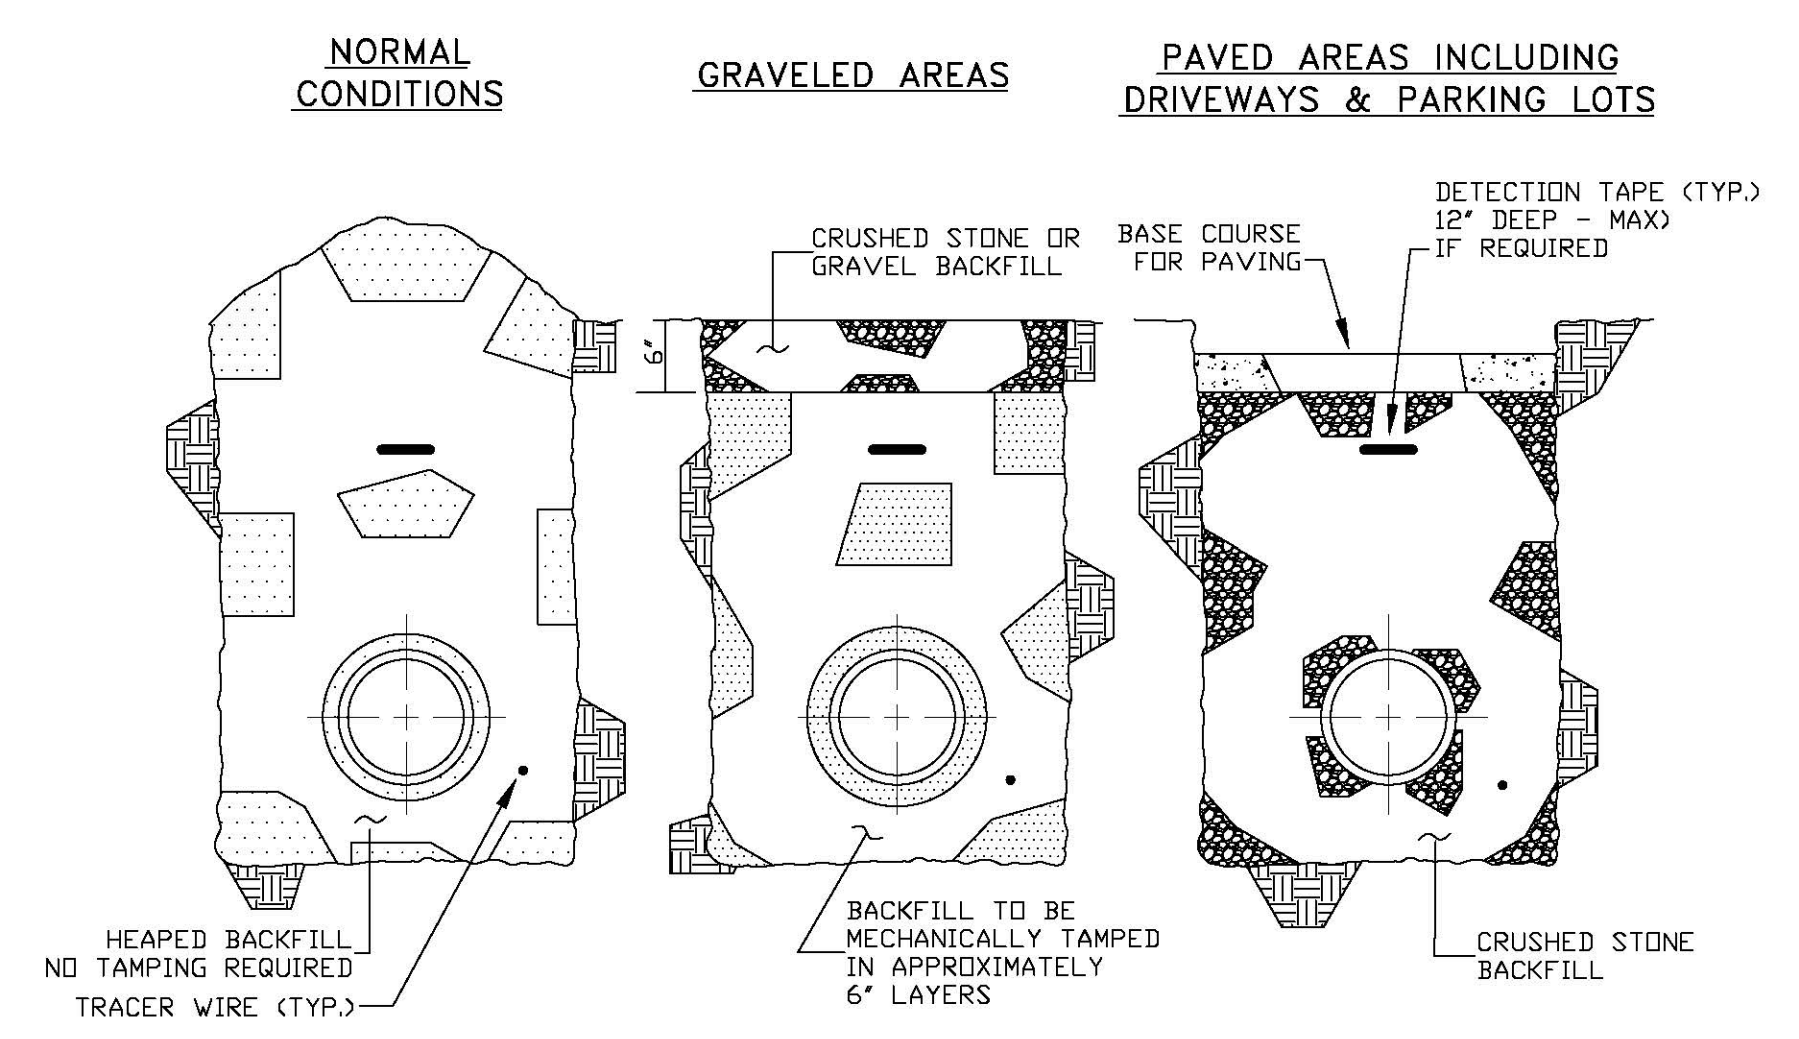 NORMAL
CONDITIONS
GRAVELED AREAS
PAVED AREAS INCLUDING
DRIVEWAYS & PARKING LOTS
CRUSHED STONE OR
GRAVEL BACKFILL
BASE COURSE
FOR PAVING
DETECTION TAPE (TYP.)
12" DEEP - MAX)
IF REQUIRED
6"
HEAPED BACKFILL
NO TAMPING REQUIRED
TRACER WIRE (TYP.)
BACKFILL TO BE
MECHANICALLY TAMPED
IN APPROXIMATELY
6" LAYERS
CRUSHED STONE
BACKFILL